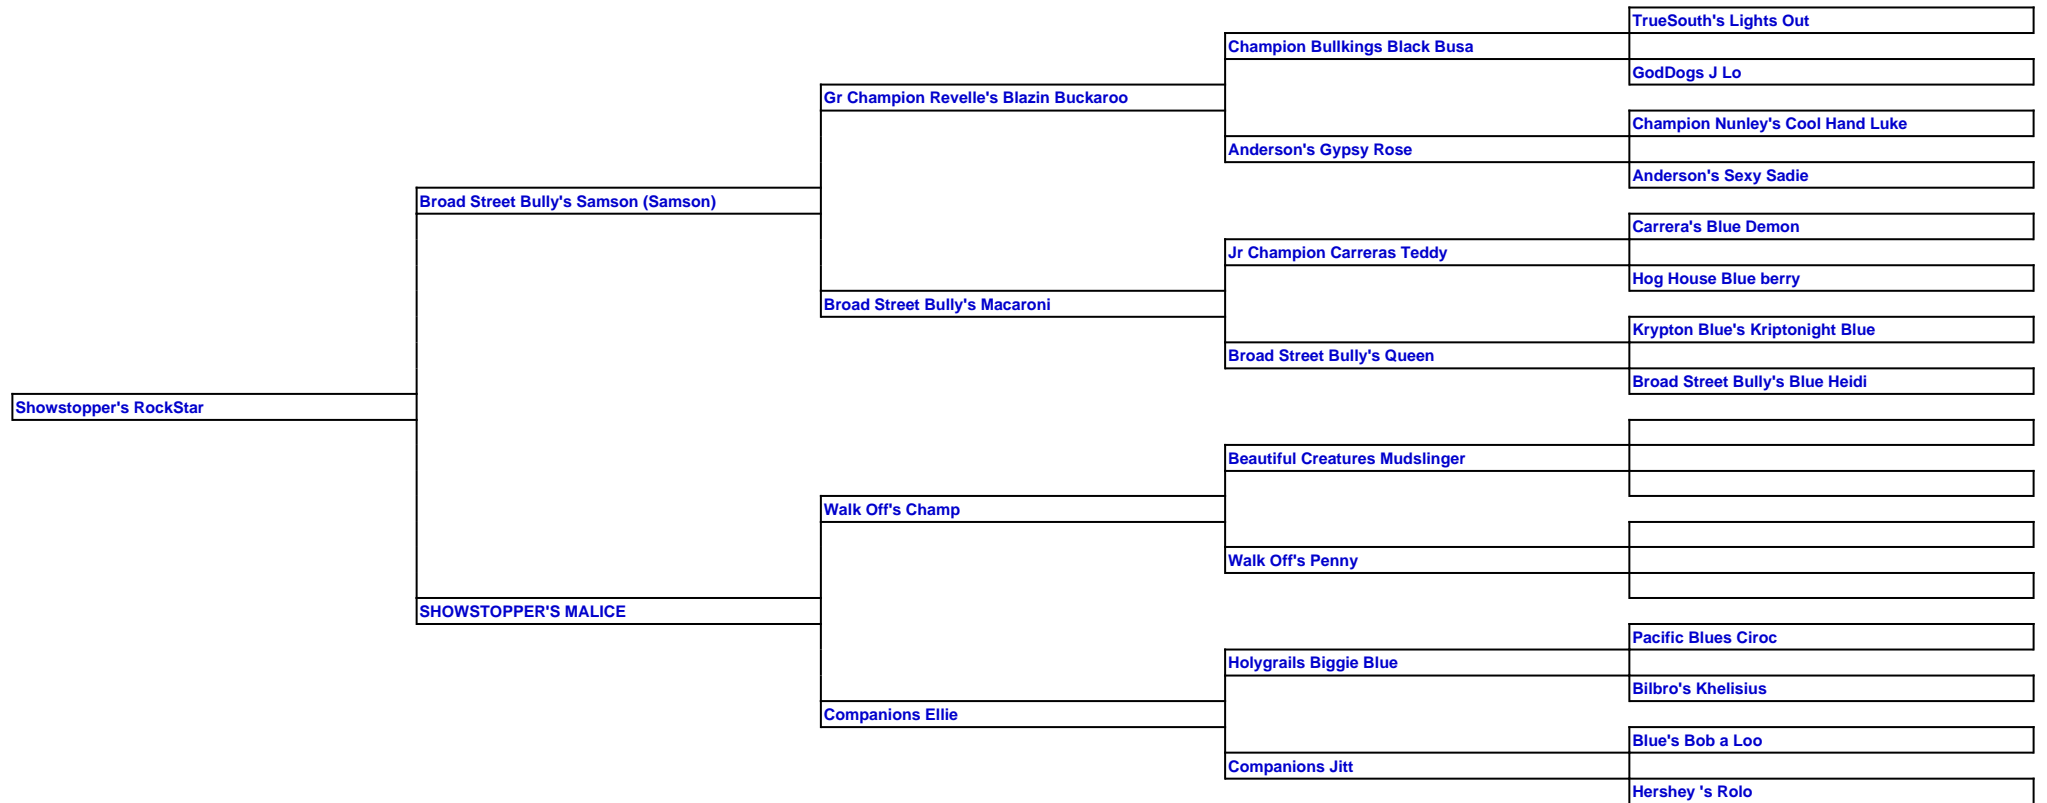 TrueSouth's Lights Out
Champion Bullkings Black Busa
GodDogs J Lo
Gr Champion Revelle's Blazin Buckaroo
Champion Nunley's Cool Hand Luke
Anderson's Gypsy Rose
Anderson's Sexy Sadie
Broad Street Bully's Samson (Samson)
Carrera's Blue Demon
Jr Champion Carreras Teddy
Hog House Blue berry
Broad Street Bully's Macaroni
Krypton Blue's Kriptonight Blue
Broad Street Bully's Queen
Broad Street Bully's Blue Heidi
Showstopper's RockStar
Beautiful Creatures Mudslinger
Walk Off's Champ
Walk Off's Penny
SHOWSTOPPER'S MALICE
Pacific Blues Ciroc
Holygrails Biggie Blue
Bilbro's Khelisius
Companions Ellie
Blue's Bob a Loo
Companions Jitt
Hershey 's Rolo